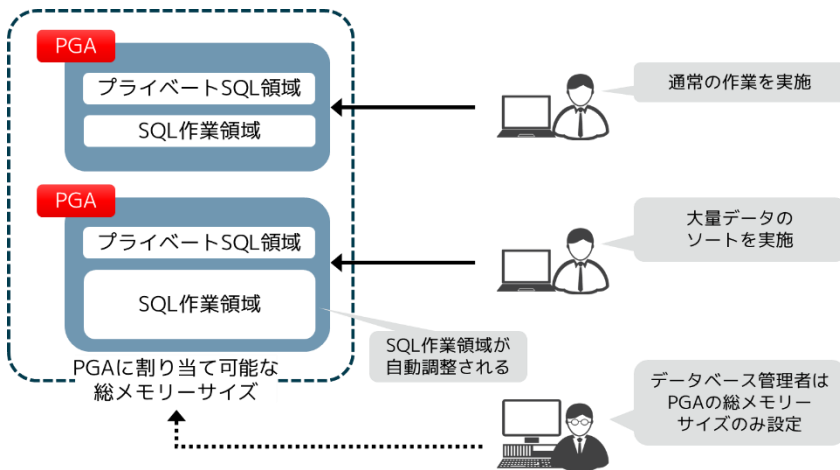 PGA
プライベートSQL領域
SQL作業領域
通常の作業を実施
PGA
プライベートSQL領域
SQL作業領域
大量データの
ソートを実施
SQL作業領域が
自動調整される
PGAに割り当て可能な
総メモリーサイズ
データベース管理者は
PGAの総メモリー
サイズのみ設定